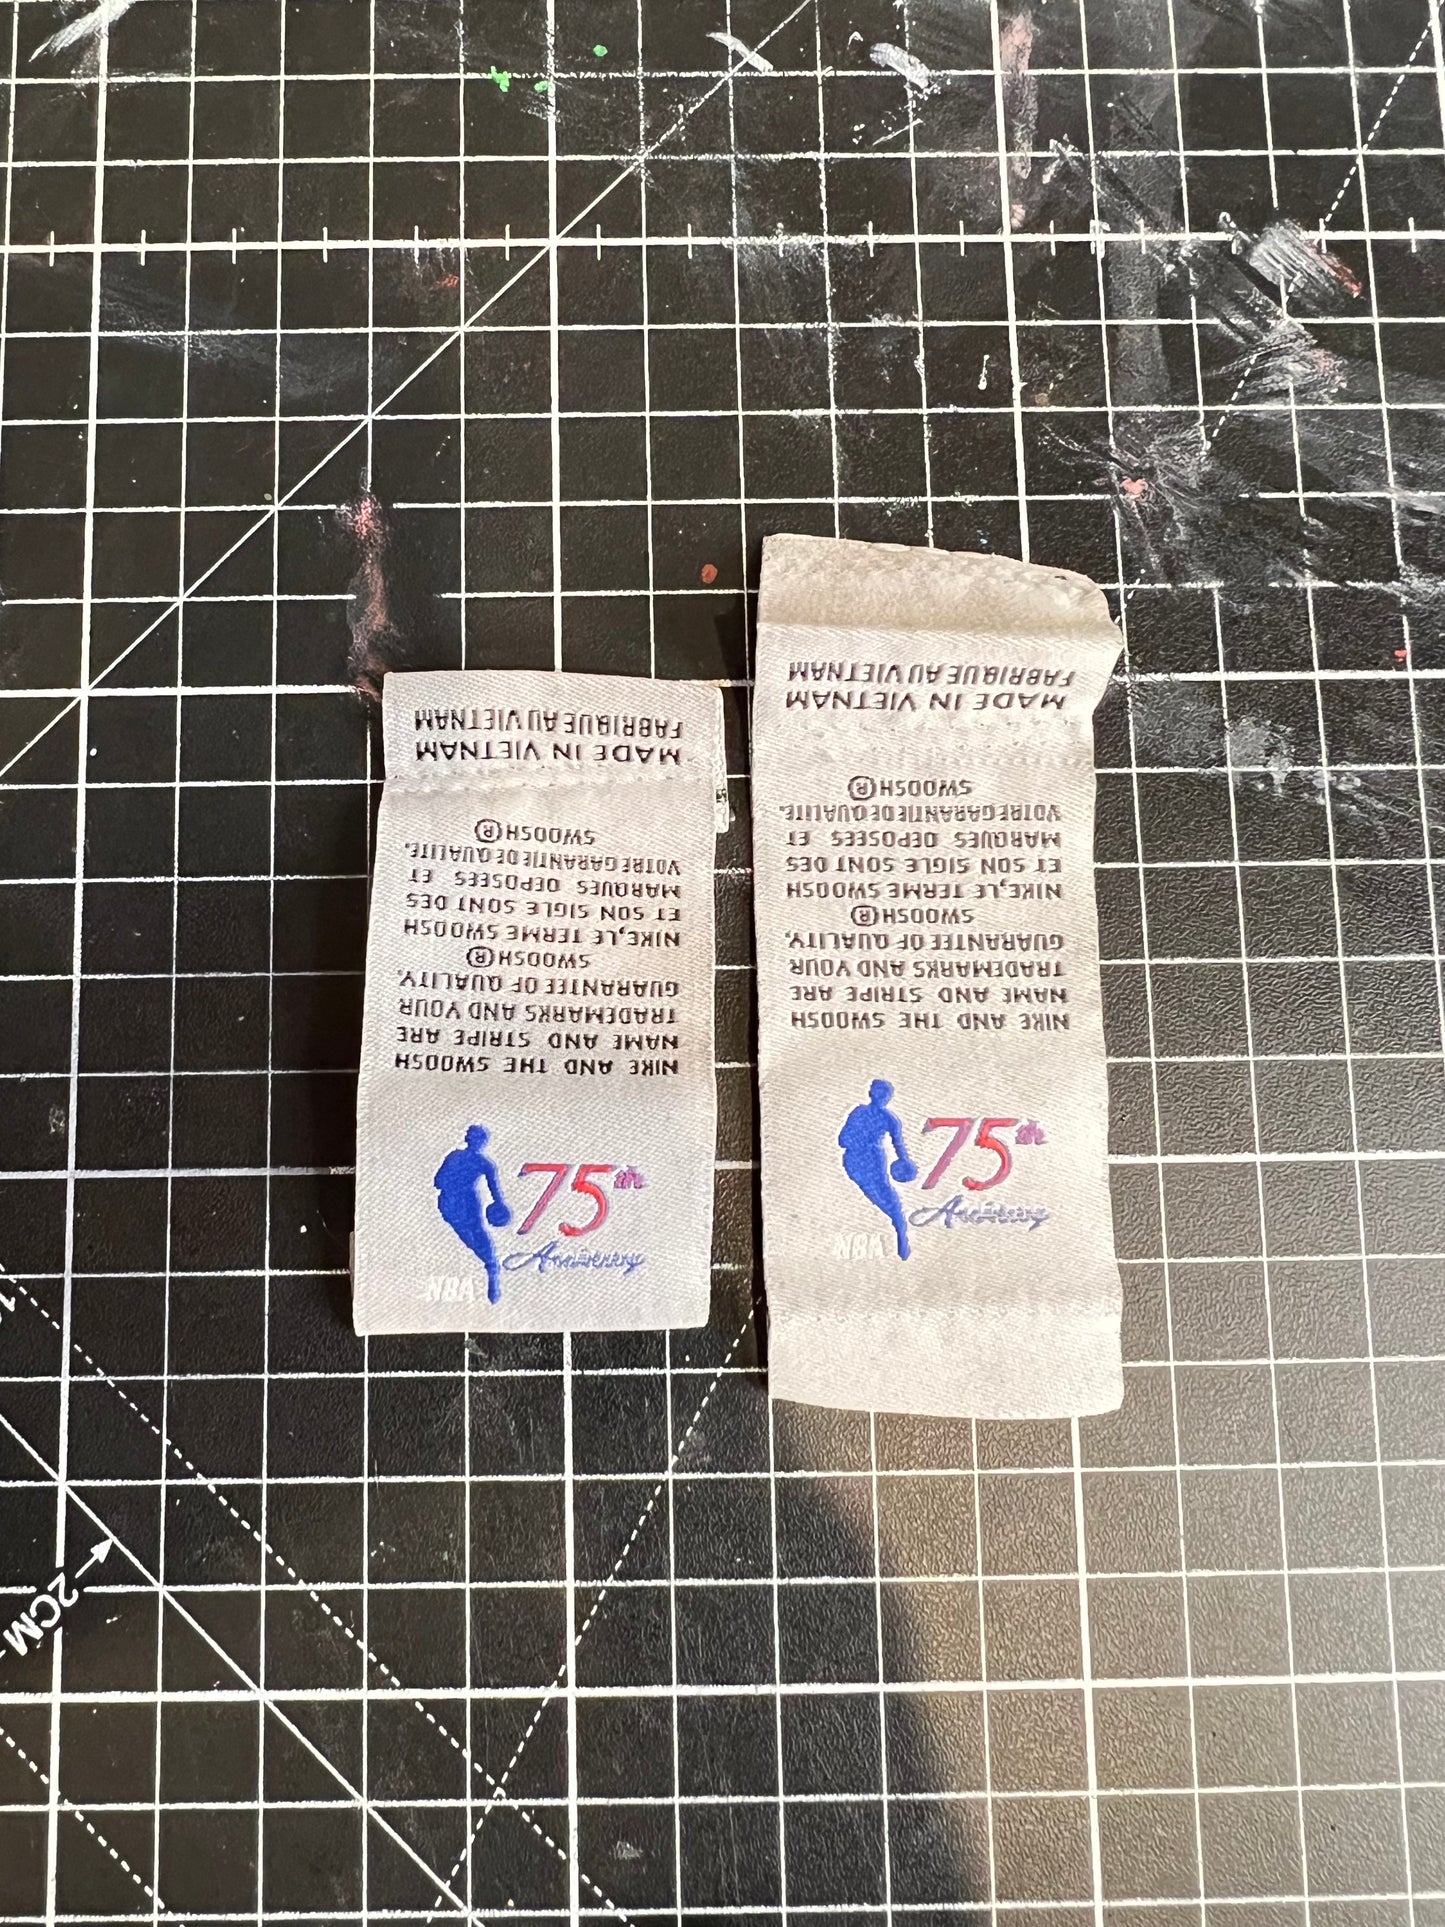 NIKE AND THE SWOOSH
NAME AND STRIPE ARE
TRADEMARKS AND YOUR
GUARANTEE OF QUALITY.
SWOOSH®
NIKE,LE TERME SWOOSH
ET SON SIGLE SONT DES
MARQUES DEPOSEES ET
VOTRE GARANTIE DE QUALITE.
SWOOSH®
MADE IN VIETNAM
FABRIQUE AU VIETNAM
75th
Anniversary
NBA
NIKE AND THE SWOOSH
NAME AND STRIPE ARE
TRADEMARKS AND YOUR
GUARANTEE OF QUALITY.
SWOOSH®
NIKE,LE TERME SWOOSH
ET SON SIGLE SONT DES
MARQUES DEPOSEES ET
VOTRE GARANTIE DE QUALITE.
SWOOSH®
MADE IN VIETNAM
FABRIQUE AU VIETNAM
75th
Anniversary
NBA
2CM